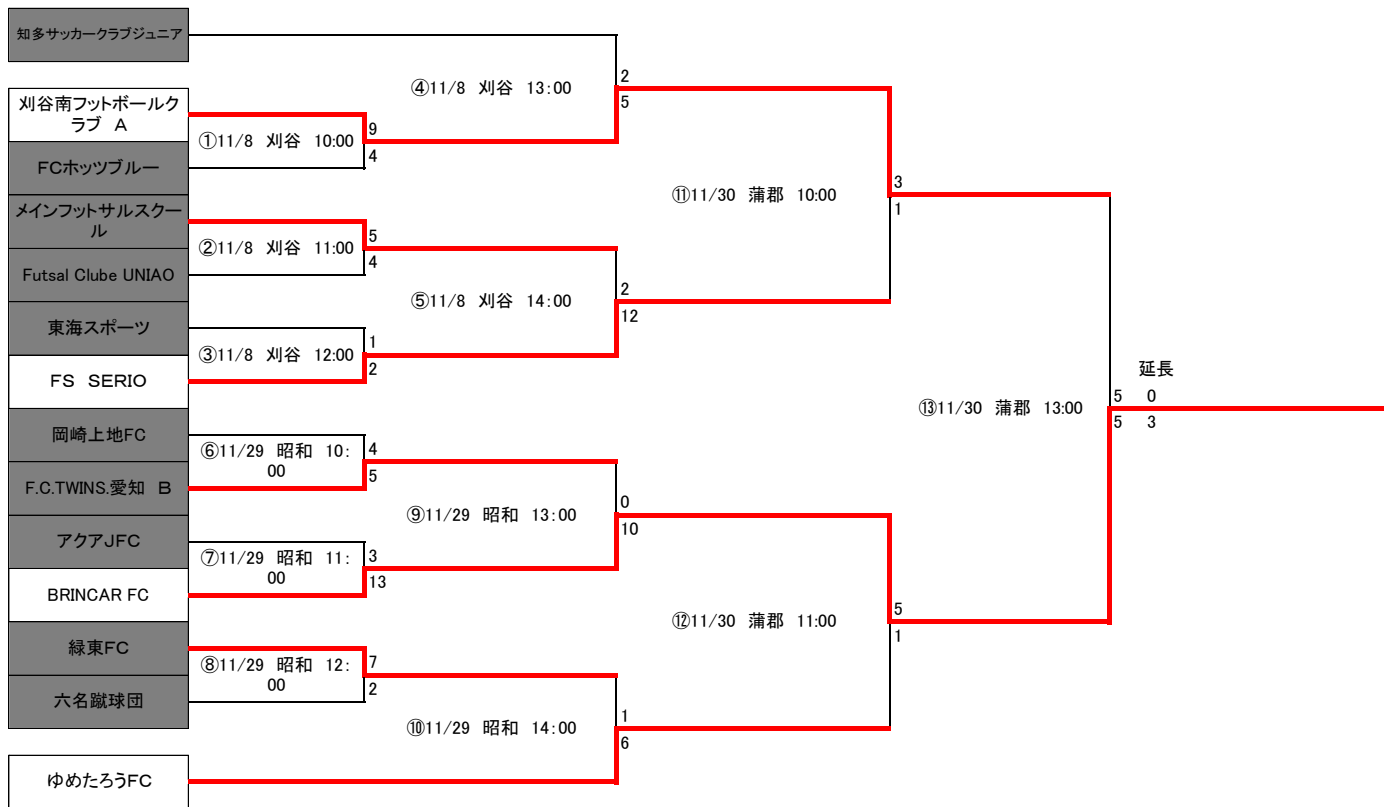 知多サッカークラブジュニア
④11/8 刈谷 13:00
2
5
刈谷南フットボールク
ラブ A
①11/8 刈谷 10:00
9
4
FCホッツブルー
⑪11/30 蒲郡 10:00
3
1
メインフットサルスクー
ル
②11/8 刈谷 11:00
5
4
Futsal Clube UNIAO
⑤11/8 刈谷 14:00
2
12
東海スポーツ
③11/8 刈谷 12:00
1
2
FS SERIO
延長
⑬11/30 蒲郡 13:00
5 0
5 3
岡崎上地FC
⑥11/29 昭和 10:
00
4
5
F.C.TWINS.愛知 B
⑨11/29 昭和 13:00
0
10
アクアJFC
⑦11/29 昭和 11:
00
3
13
BRINCAR FC
⑫11/30 蒲郡 11:00
5
1
緑東FC
⑧11/29 昭和 12:
00
7
2
六名蹴球団
⑩11/29 昭和 14:00
1
6
ゆめたろうFC